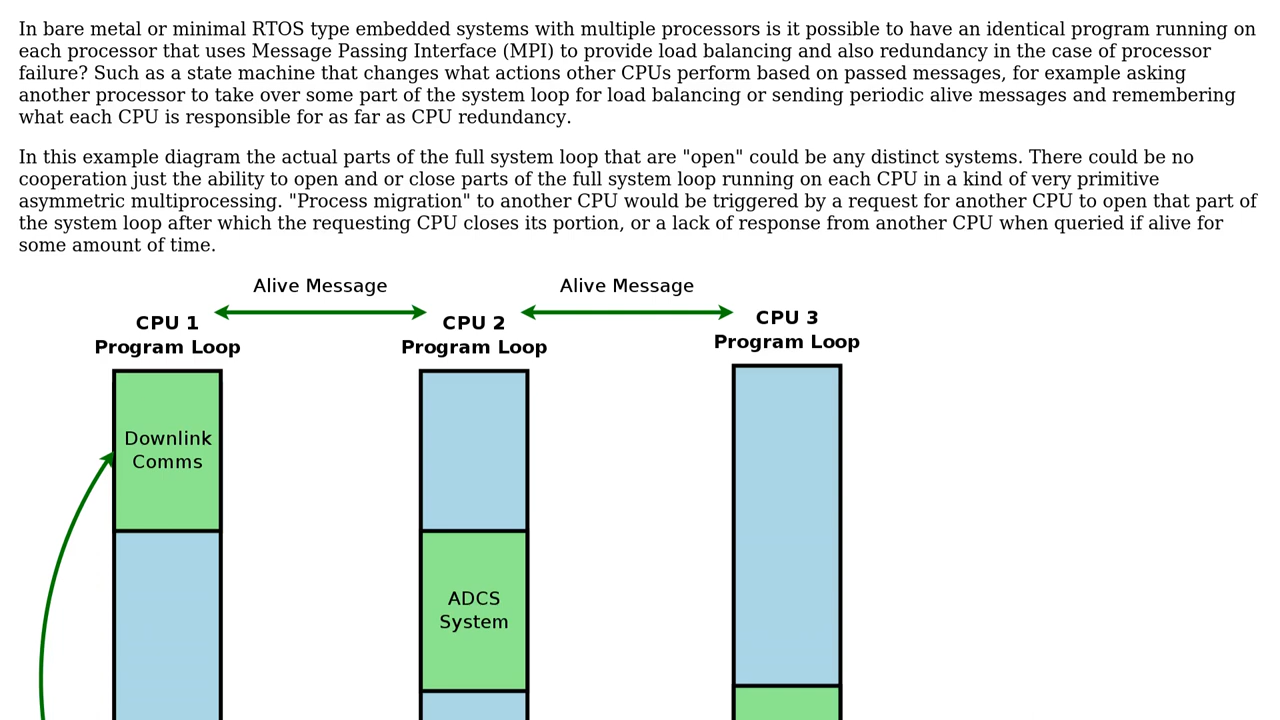 In bare metal or minimal RTOS type embedded systems with multiple processors is it possible to have an identical program running on
each processor that uses Message Passing Interface (MPI) to provide load balancing and also redundancy in the case of processor
failure? Such as a state machine that changes what actions other CPUs perform based on passed messages, for example asking
another processor to take over some part of the system loop for load balancing or sending periodic alive messages and remembering
what each CPU is responsible for as far as CPU redundancy.
In this example diagram the actual parts of the full system loop that are "open" could be any distinct systems. There could be no
cooperation just the ability to open and or close parts of the full system loop running on each CPU in a kind of very primitive
asymmetric multiprocessing. "Process migration" to another CPU would be triggered by a request for another CPU to open that part of
the system loop after which the requesting CPU closes its portion, or a lack of response from another CPU when queried if alive for
some amount of time.
Alive Message
Alive Message
CPU 1
Program Loop
CPU 2
Program Loop
CPU 3
Program Loop
Downlink
Comms
ADCS
System